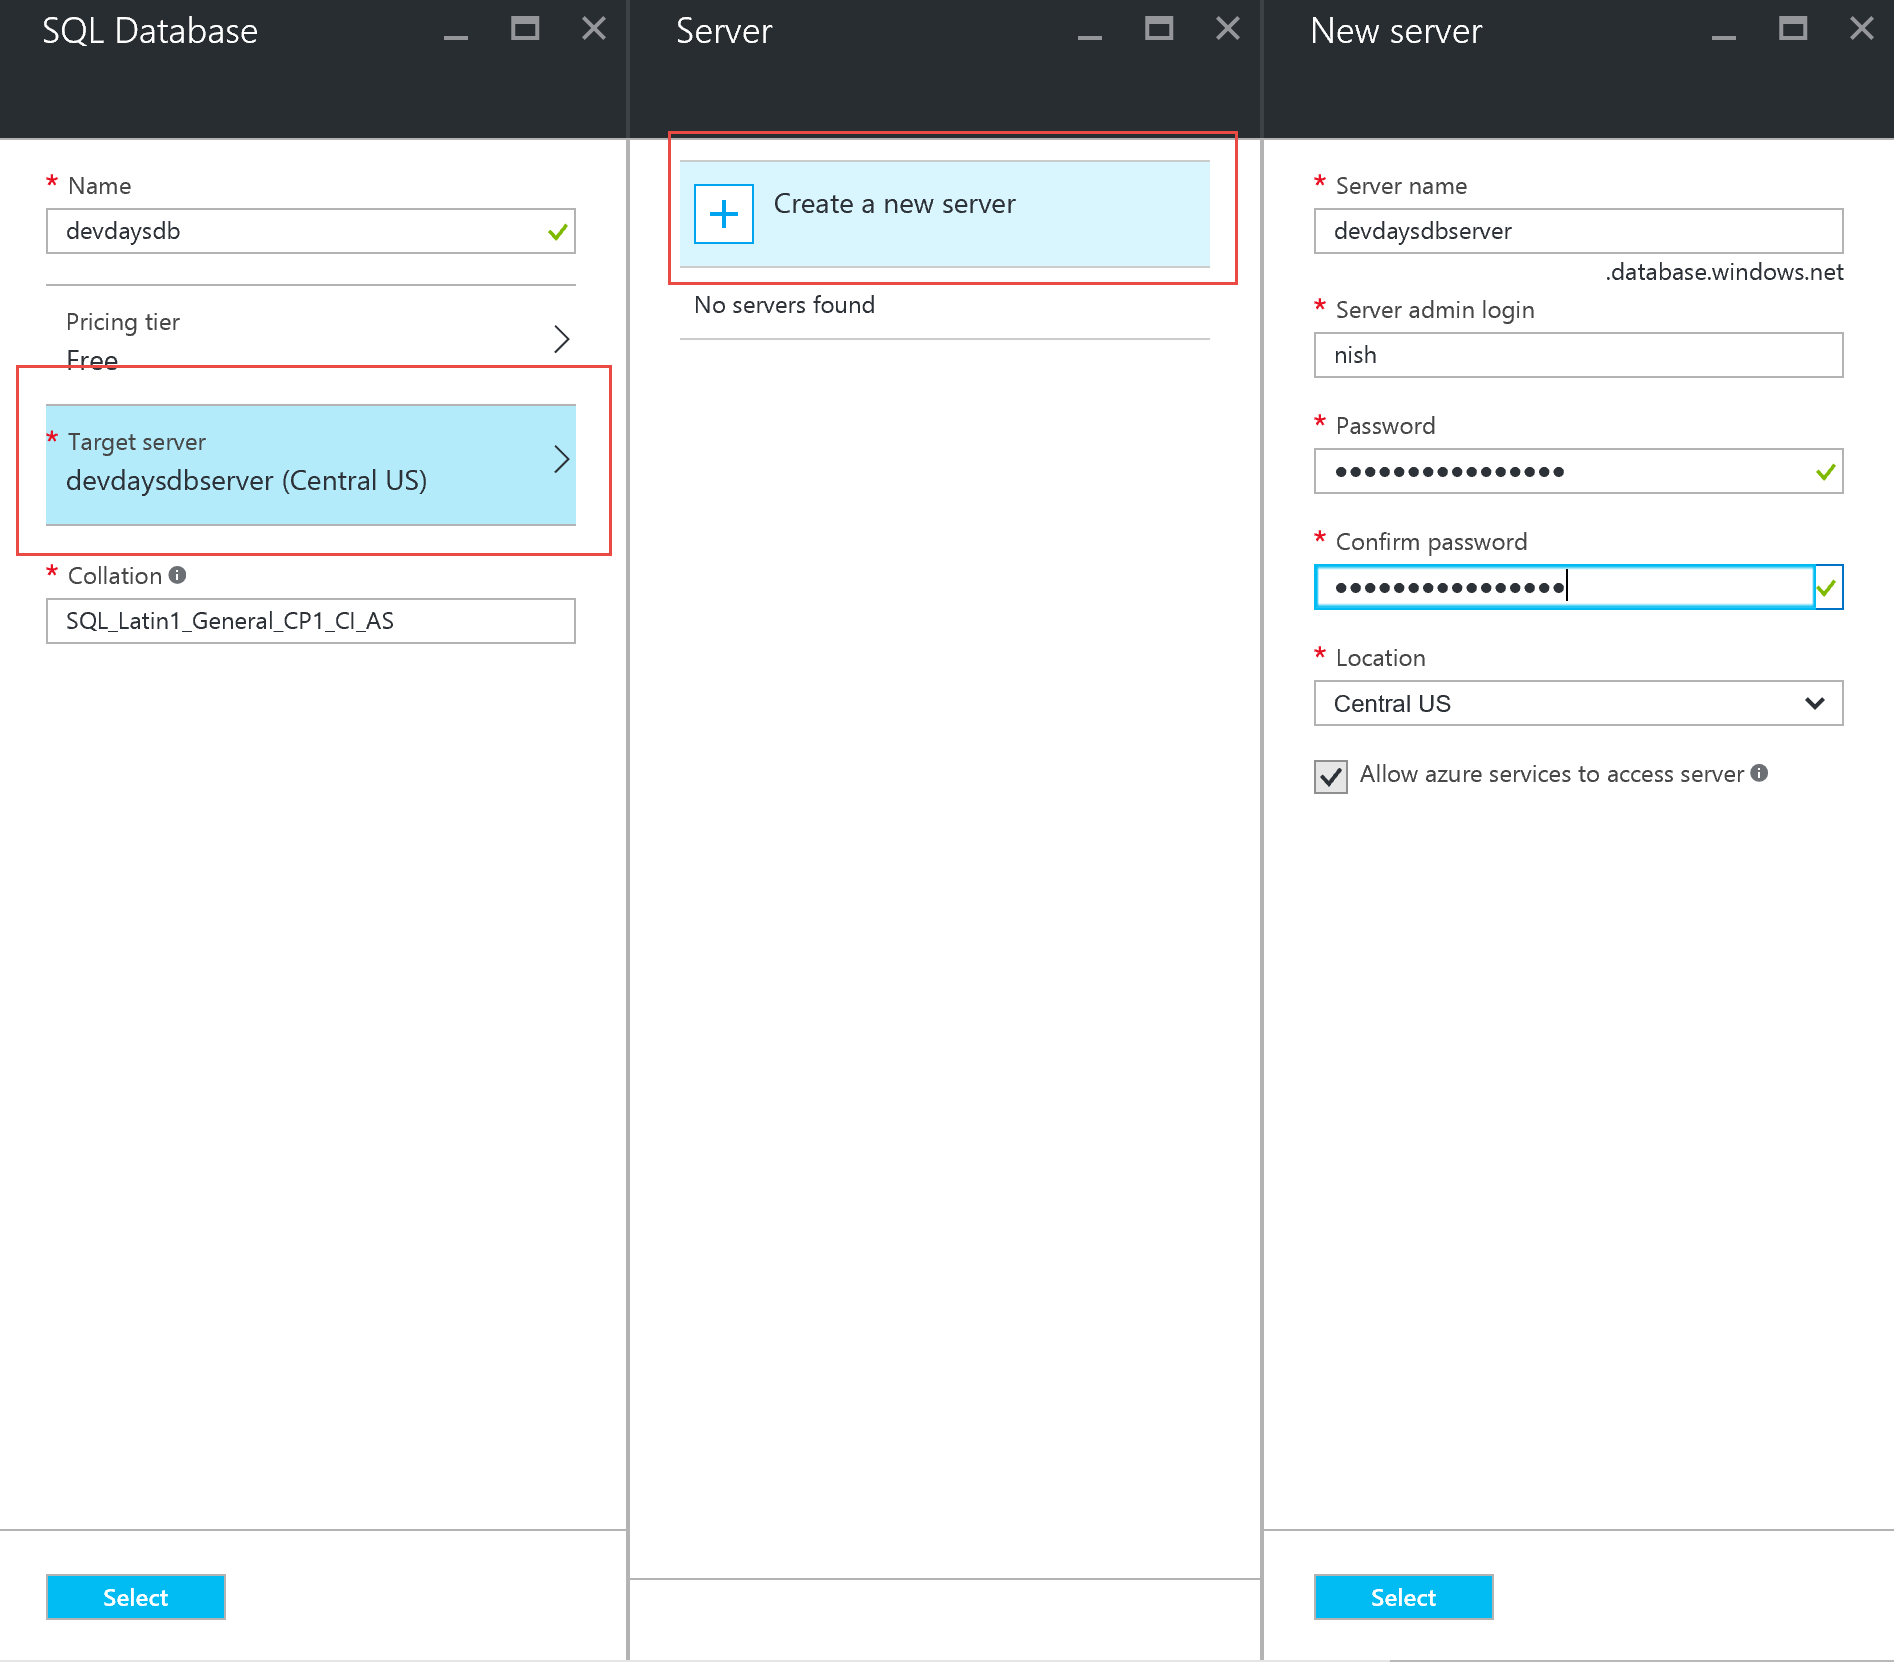 SQL Database
* Name
devdaysdb
Pricing tier
Free
* Target server
devdaysdbserver (Central US)
* Collation
SQL_Latin1_General_CP1_CI_AS
Select
Server
Create a new server
No servers found
New server
* Server name
devdaysdbserver
.database.windows.net
* Server admin login
nish
* Password
••••••••••••••••
* Confirm password
••••••••••••••••
* Location
Central US
Allow azure services to access server
Select